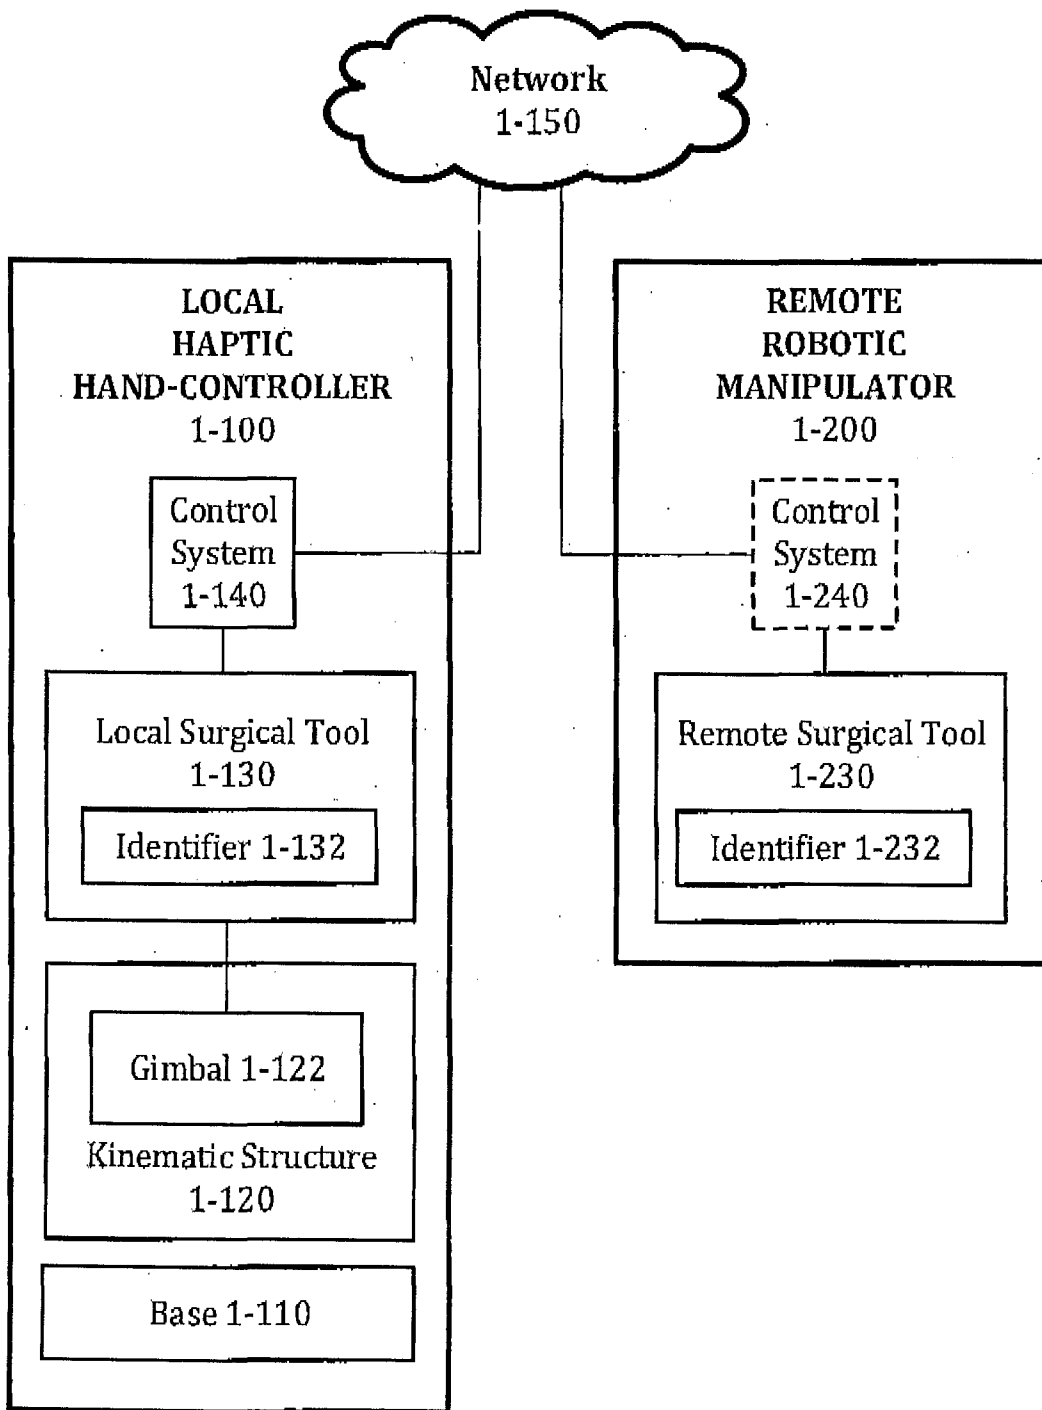 Network
1-150
LOCAL
HAPTIC
HAND-CONTROLLER
1-100
Control
System
1-140
Local Surgical Tool
1-130
Identifier 1-132
Gimbal 1-122
Kinematic Structure
1-120
Base 1-110
REMOTE
ROBOTIC
MANIPULATOR
1-200
Control
System
1-240
Remote Surgical Tool
1-230
Identifier 1-232